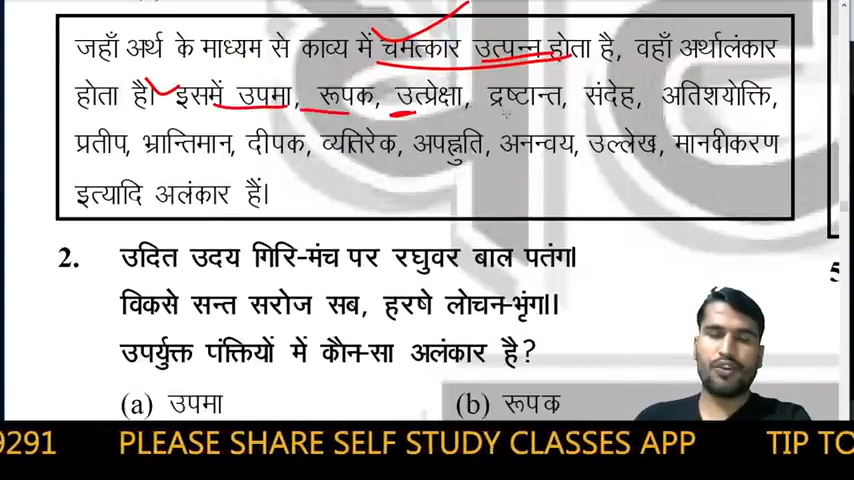 जहाँ अर्थ के माध्यम से काव्य में चमत्कार उत्पन्न होता है, वहाँ अर्थालंकार
होता है। इसमें उपमा, रूपक, उत्प्रेक्षा, द्रष्टान्त, संदेह, अतिशयोक्ति,
प्रतीप, भ्रान्तिमान, दीपक, व्यतिरेक, अपह्नुति, अनन्वय, उल्लेख, मानवीकरण
इत्यादि अलंकार हैं।
2. उदित उदय गिरि-मंच पर रघुवर बाल पतंग।
विकसे सन्त सरोज सब, हरषे लोचन-भृंग।।
उपर्युक्त पंक्तियों में कौन-सा अलंकार है?
(a) उपमा (b) रूपक
9291 PLEASE SHARE SELF STUDY CLASSES APP TIP TO